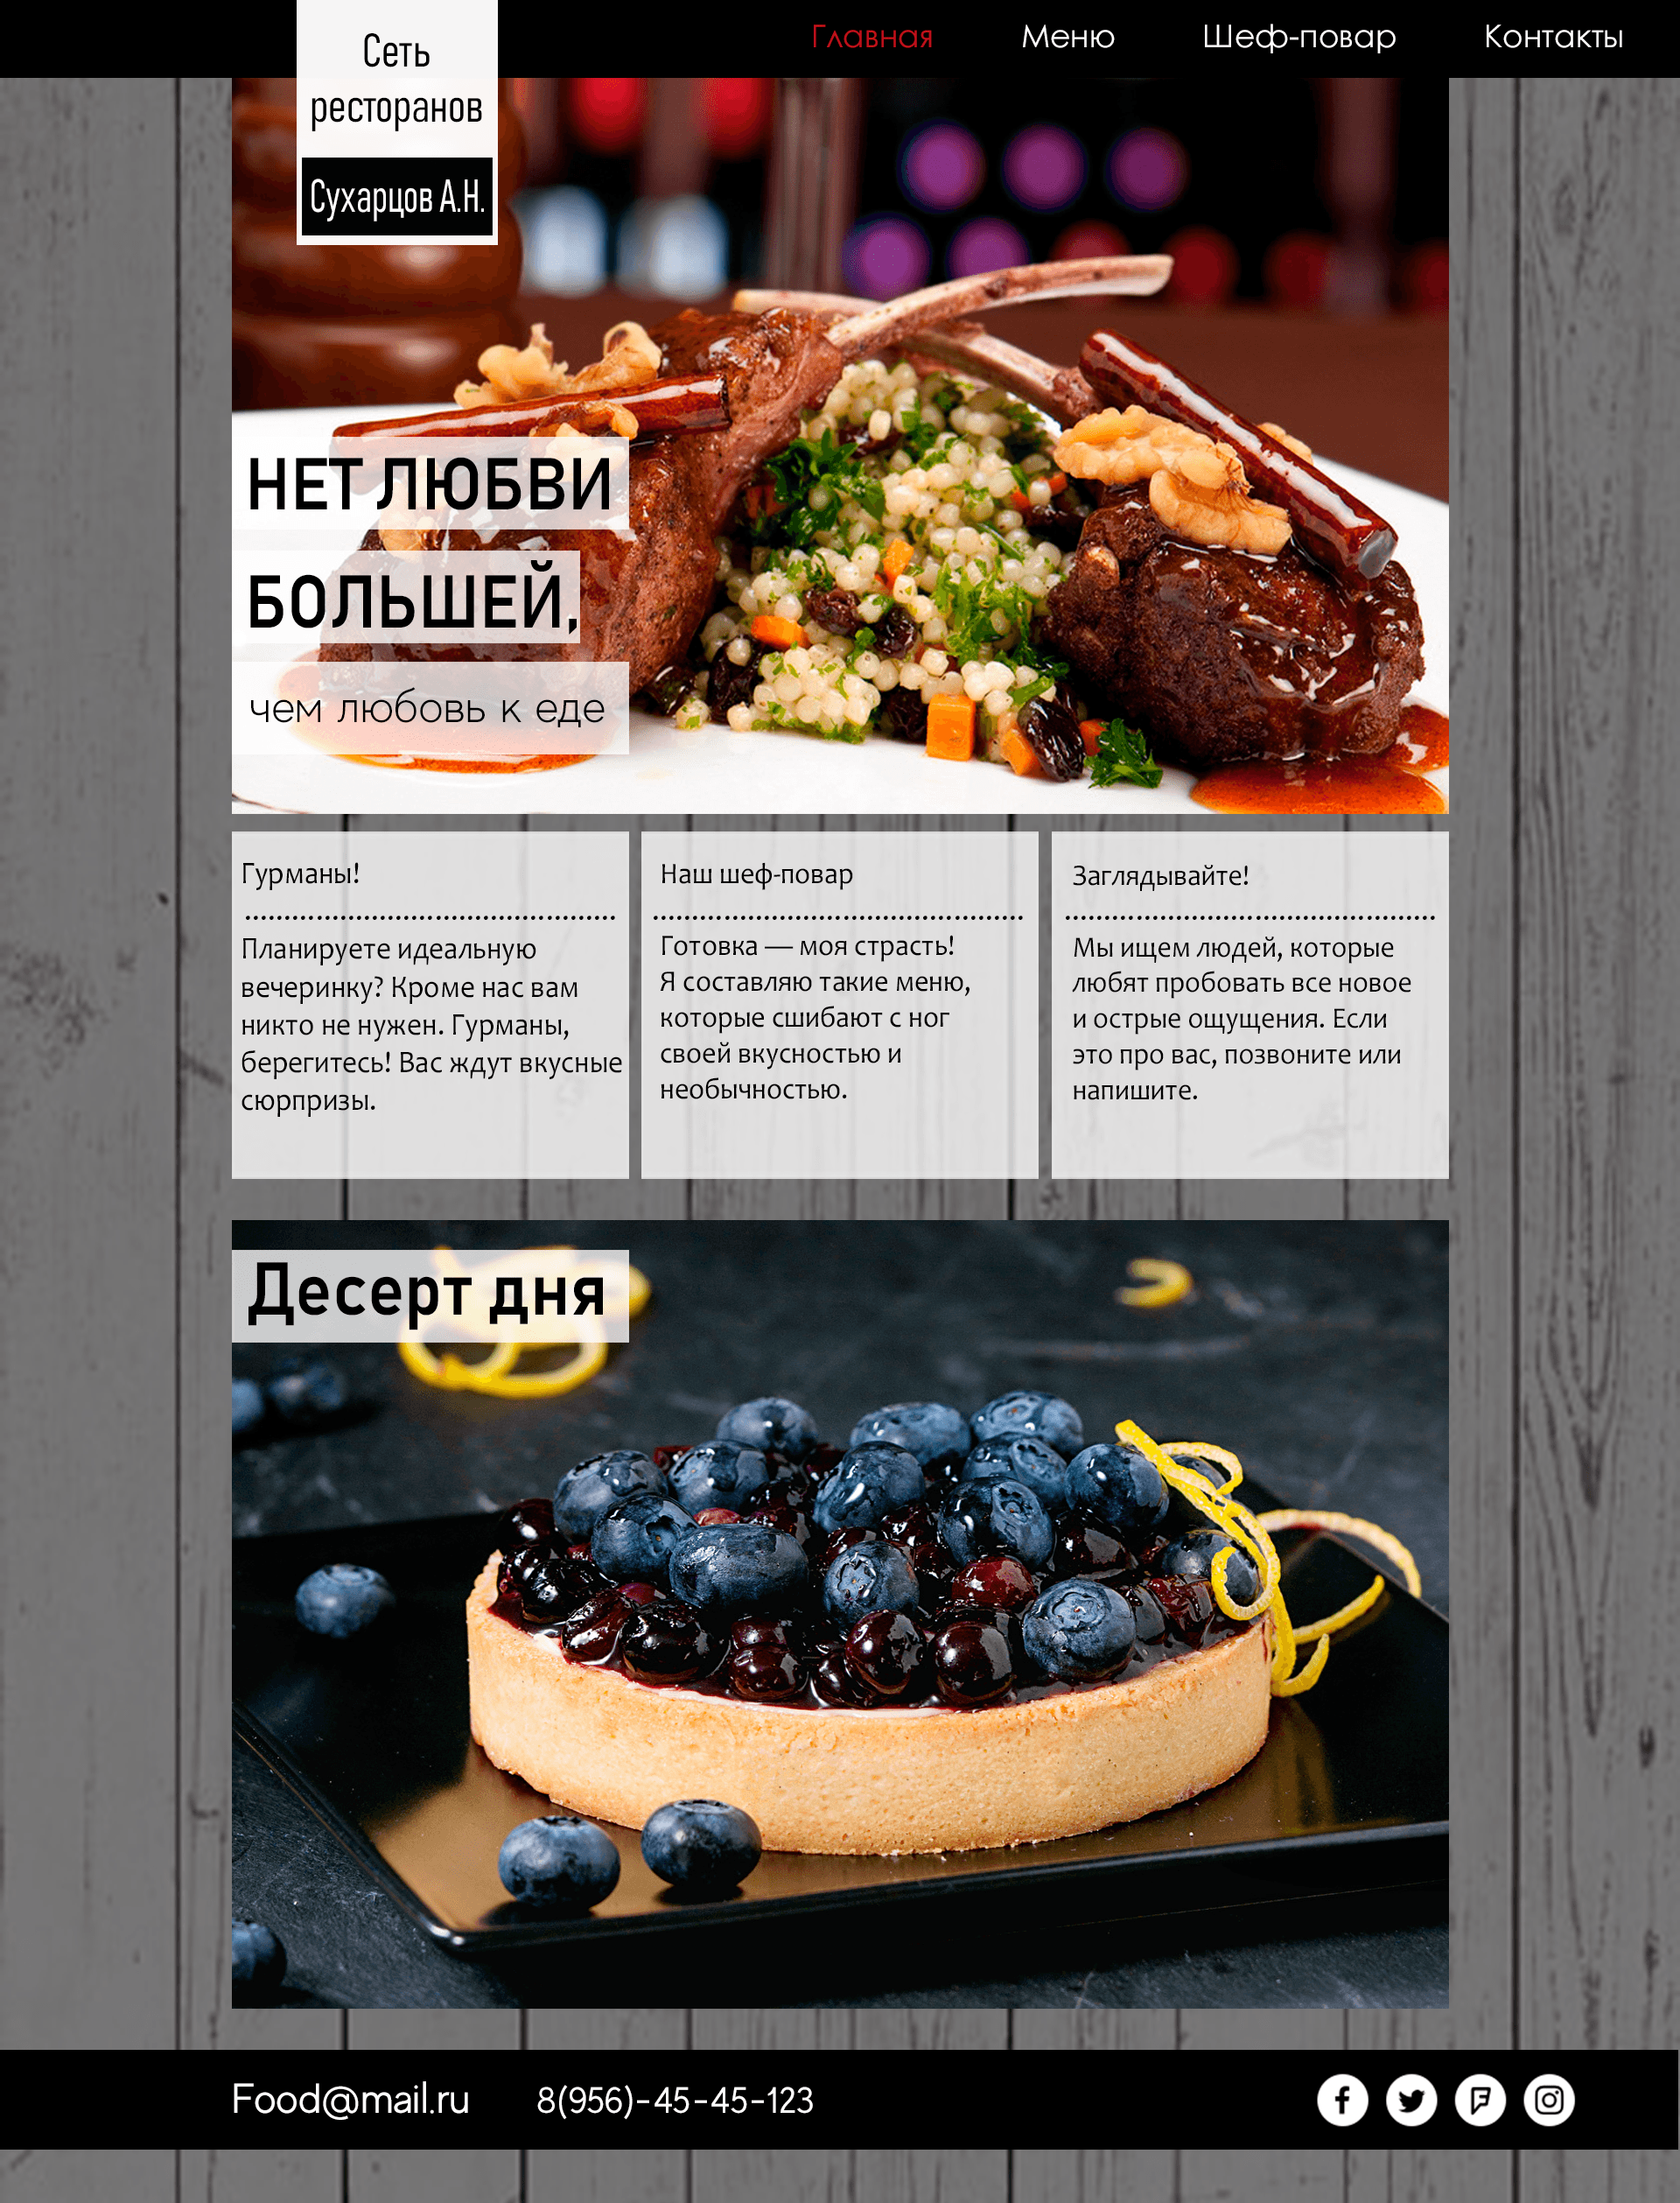 Сеть
ресторанов
Сухарцов А.Н.
Главная Меню Шеф-повар Контакты
НЕТ ЛЮБВИ
БОЛЬШЕЙ,
чем любовь к еде
Гурманы!
Планируете идеальную
вечеринку? Кроме нас вам
никто не нужен. Гурманы,
берегитесь! Вас ждут вкусные
сюрпризы.
Наш шеф-повар
Готовка — моя страсть!
Я составляю такие меню,
которые сшибают с ног
своей вкусностью и
необычностью.
Заглядывайте!
Мы ищем людей, которые
любят пробовать все новое
и острые ощущения. Если
это про вас, позвоните или
напишите.
Десерт дня
Food@mail.ru 8(956)-45-45-123